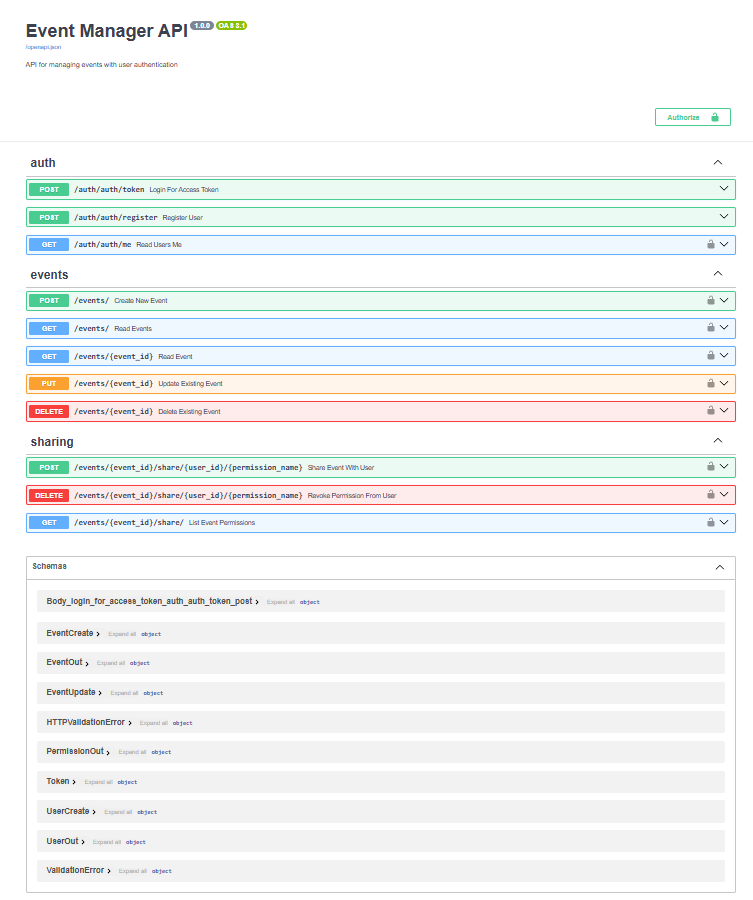 Event Manager API 1.0.0 OAS 3.1
/openapi.json
API for managing events with user authentication
Authorize
auth
POST /auth/auth/token Login For Access Token
POST /auth/auth/register Register User
GET /auth/auth/me Read Users Me
events
POST /events/ Create New Event
GET /events/ Read Events
GET /events/{event_id} Read Event
PUT /events/{event_id} Update Existing Event
DELETE /events/{event_id} Delete Existing Event
sharing
POST /events/{event_id}/share/{user_id}/{permission_name} Share Event With User
DELETE /events/{event_id}/share/{user_id}/{permission_name} Revoke Permission From User
GET /events/{event_id}/share/ List Event Permissions
Schemas
Body_login_for_access_token_auth_auth_token_post Expand all object
EventCreate Expand all object
EventOut Expand all object
EventUpdate Expand all object
HTTPValidationError Expand all object
PermissionOut Expand all object
Token Expand all object
UserCreate Expand all object
UserOut Expand all object
ValidationError Expand all object